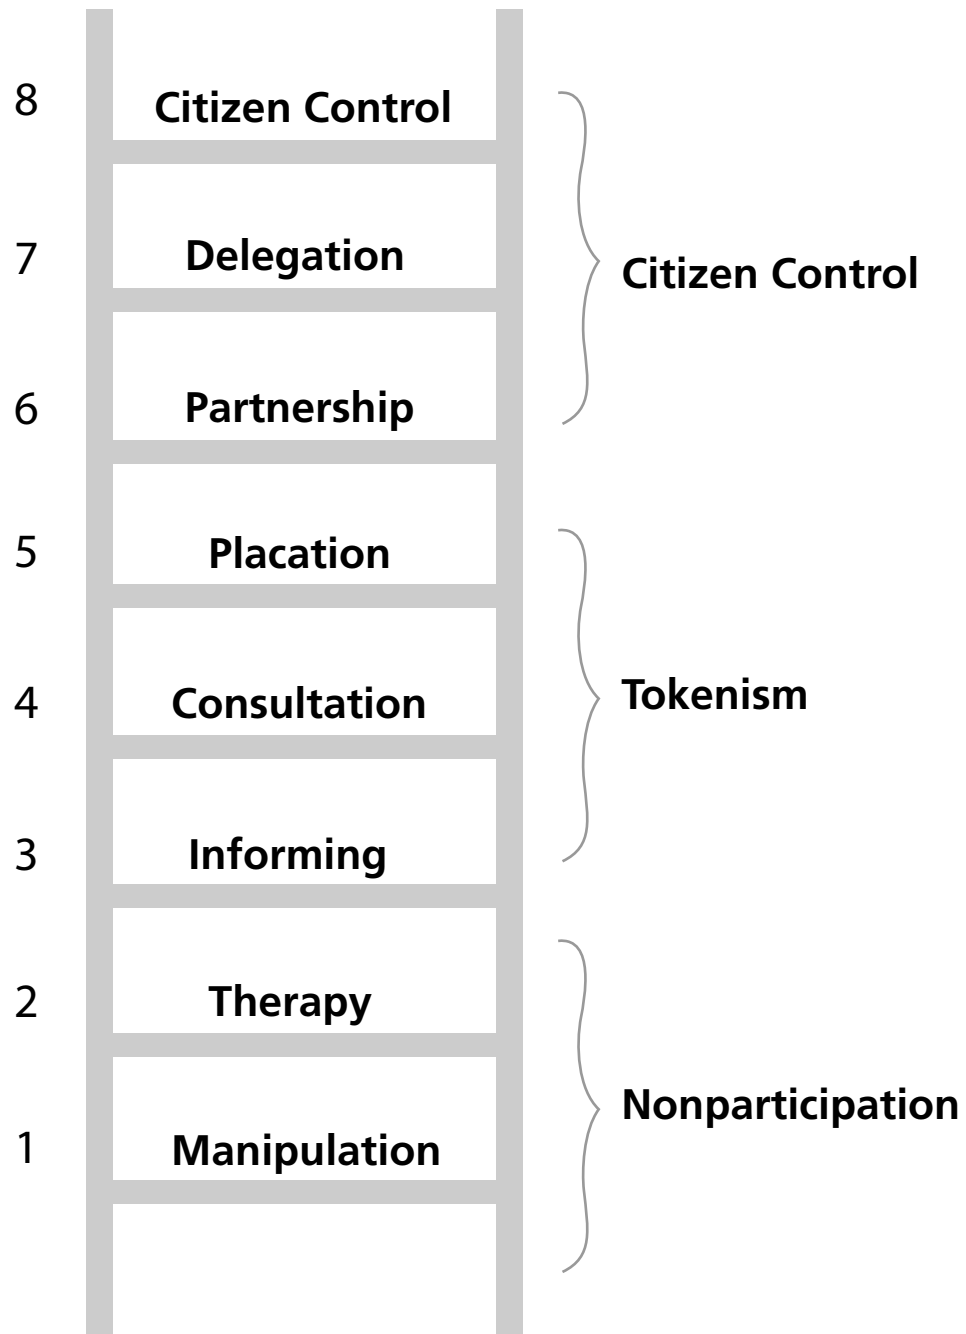 8 Citizen Control
7 Delegation
Citizen Control
6 Partnership
5 Placation
4 Consultation
Tokenism
3 Informing
2 Therapy
Nonparticipation
1 Manipulation